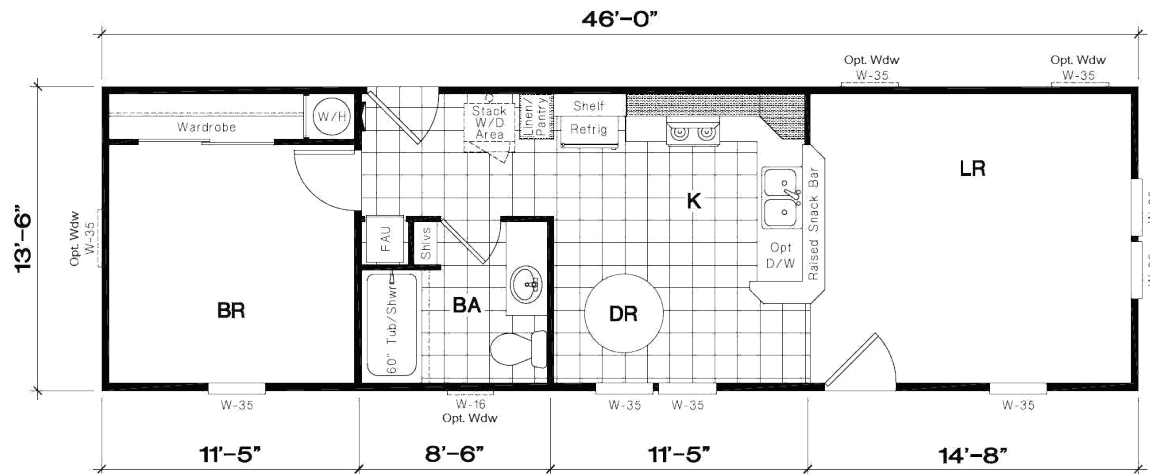 46'-0"
Opt. Wdw
W-35
Opt. Wdw
W-35
13'-6"
Opt. Wdw
W-35
Wardrobe
W/H
Stack
W/D
Area
Linen/
Pantry
Shelf
Refrig
K
LR
Raised Snack Bar
Opt
D/W
FAU
Shlvs
BR
60" Tub/Shwr
BA
DR
W-35
W-35
W-35
W-16
Opt. Wdw
W-35
W-35
W-35
11'-5"
8'-6"
11'-5"
14'-8"